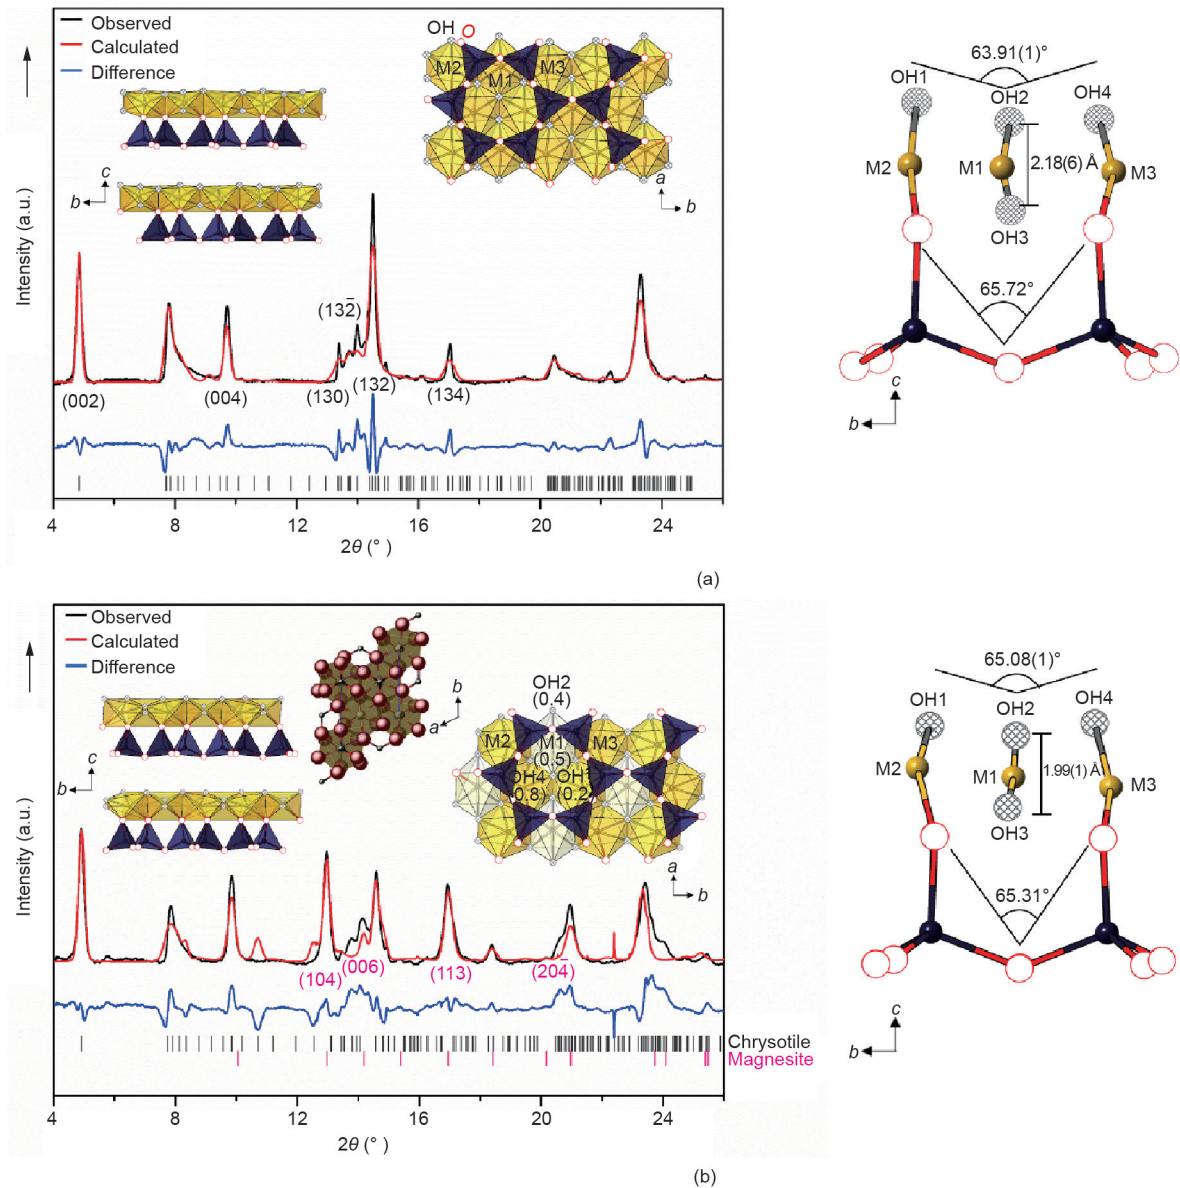 Observed
Calculated
Difference
Intensity (a.u.)
OH O
M2 M1 M3
c
b
a
b
(002)
(004)
(130)
(132̅)
(132)
(134)
4 8 12 16 20 24
2θ (°)
63.91(1)°
OH1
OH2
OH4
M2
M1
2.18(6) Å
M3
OH3
65.72°
c
b
(a)
Observed
Calculated
Difference
Intensity (a.u.)
b
a
c
b
OH2
(0.4)
M2 M1 M3
(0.5)
OH4 OH1
(0.8) (0.2)
a
b
(104)
(006)
(113)
(204̅)
Chrysotile
Magnesite
4 8 12 16 20 24
2θ (°)
65.08(1)°
OH1
OH2
OH4
M2
M1
1.99(1) Å
M3
OH3
65.31°
c
b
(b)